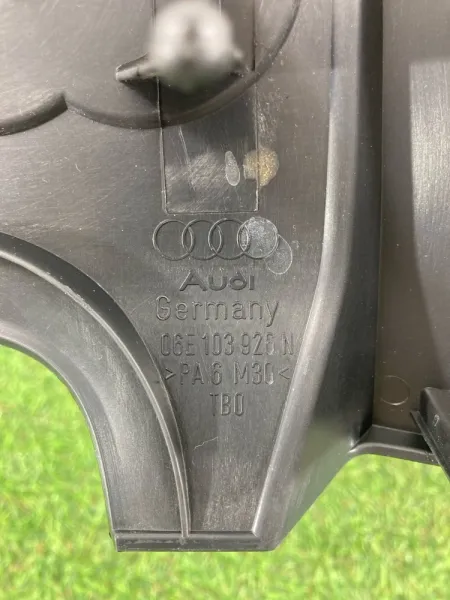 Audi
Germany
06E 103 926 N
>PA 6 M30<
TBO